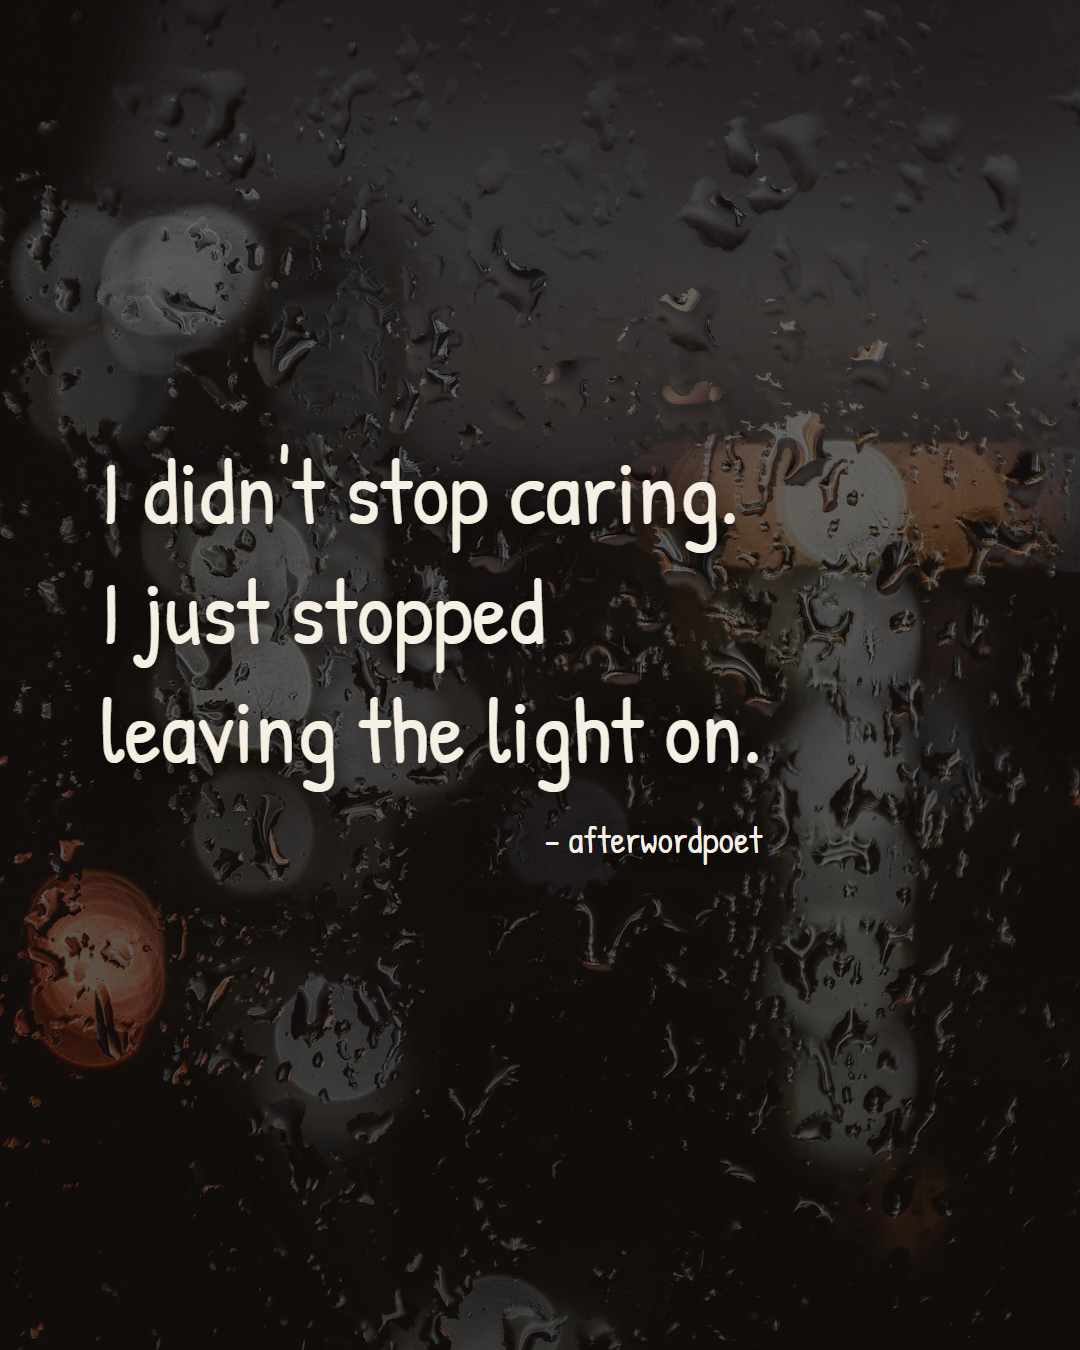 I didn't stop caring.
I just stopped
leaving the light on.
- afterwordpoet